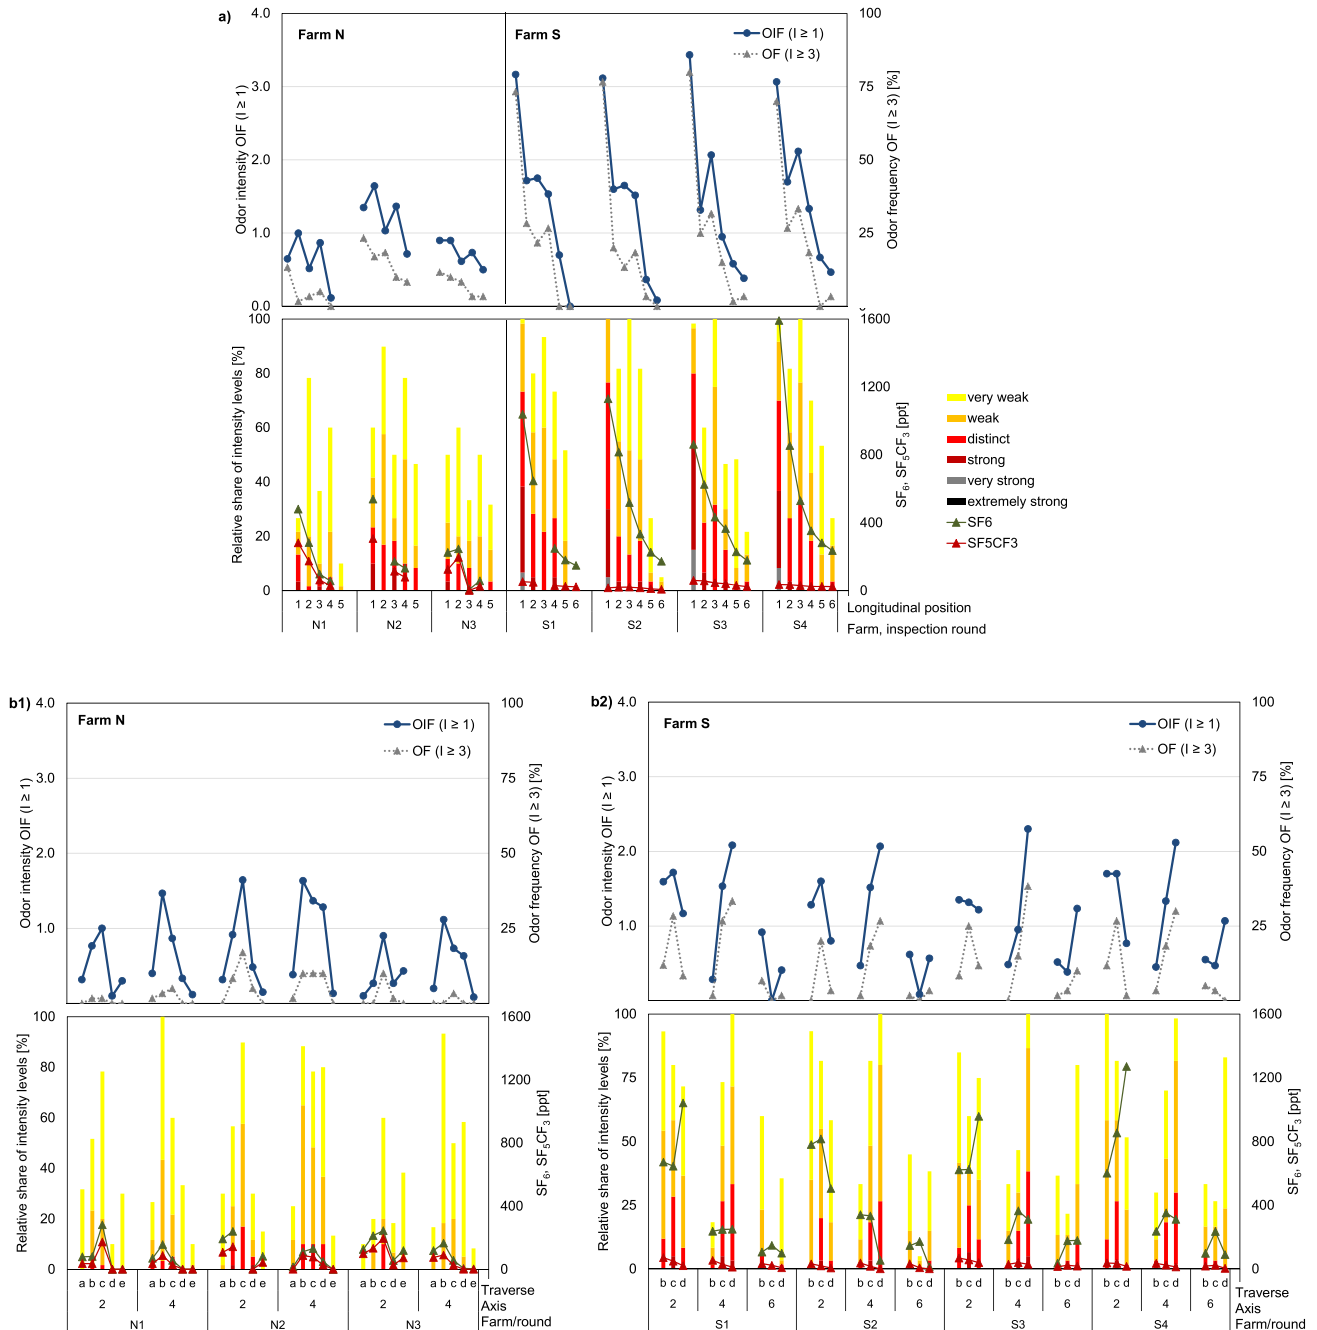 a)
4.0
3.0
2.0
1.0
0.0
Odor intensity OIF (I ≥ 1)
Farm N
Farm S
OIF (I ≥ 1)
OF (I ≥ 3)
100
75
50
25
0
Odor frequency OF (I ≥ 3) [%]
100
80
60
40
20
0
Relative share of intensity levels [%]
1600
1200
800
400
0
SF6, SF5CF3 [ppt]
very weak
weak
distinct
strong
very strong
extremely strong
SF6
SF5CF3
1 2 3 4 5 1 2 3 4 5 1 2 3 4 5 1 2 3 4 5 6 1 2 3 4 5 6 1 2 3 4 5 6 1 2 3 4 5 6 Longitudinal position
N1 N2 N3 S1 S2 S3 S4 Farm, inspection round
b1)
4.0
3.0
2.0
1.0
Odor intensity OIF (I ≥ 1)
Farm N
OIF (I ≥ 1)
OF (I ≥ 3)
100
75
50
25
Odor frequency OF (I ≥ 3) [%]
100
80
60
40
20
0
Relative share of intensity levels [%]
1600
1200
800
400
0
SF6, SF5CF3 [ppt]
a b c d e a b c d e a b c d e a b c d e a b c d e a b c d e Traverse
2 4 2 4 2 4 Axis
N1 N2 N3 Farm/round
b2)
4.0
3.0
2.0
1.0
Odor intensity OIF (I ≥ 1)
Farm S
OIF (I ≥ 1)
OF (I ≥ 3)
100
75
50
25
0
Odor frequency OF (I ≥ 3) [%]
100
75
50
25
0
Relative share of intensity levels [%]
1600
1200
800
400
0
SF6, SF5CF3 [ppt]
b c d b c d b c d b c d b c d b c d b c d b c d b c d b c d b c d b c d Traverse
2 4 6 2 4 6 2 4 6 2 4 6 Axis
S1 S2 S3 S4 Farm/round